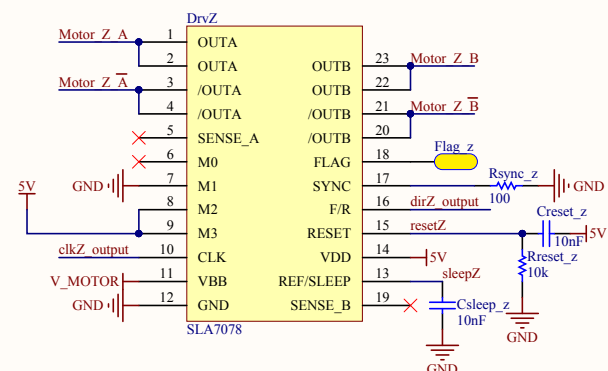 DrvZ
Motor_Z_A 1 OUTA
2 OUTA OUTB 23 Motor_Z_B
Motor_Z_A̅ 3 /OUTA OUTB 22
4 /OUTA /OUTB 21 Motor_Z_B̅
5 SENSE_A /OUTB 20
6 M0 FLAG 18 Flag_z
GND 7 M1 SYNC 17 Rsync_z 100 GND
5V 8 M2 F/R 16 dirZ_output
9 M3 RESET 15 resetZ Creset_z 10nF 5V
clkZ_output 10 CLK VDD 14 5V
Rreset_z
10k
V_MOTOR 11 VBB REF/SLEEP 13 sleepZ
GND 12 GND SENSE_B 19
Csleep_z
10nF
SLA7078
GND
GND